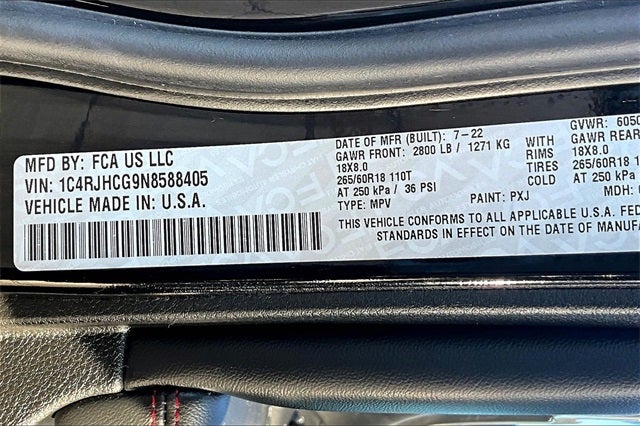 MFD BY: FCA US LLC
VIN: 1C4RJHCG9N8588405
VEHICLE MADE IN: U.S.A.
DATE OF MFR (BUILT): 7-22
GAWR FRONT: 2800 LB / 1271 KG
18X8.0
265/60R18 110T
AT 250 kPa / 36 PSI
TYPE: MPV PAINT: PXJ
THIS VEHICLE CONFORMS TO ALL APPLICABLE U.S.A. FEDE
STANDARDS IN EFFECT ON THE DATE OF MANUFA
GVWR: 6050
WITH GAWR REAR
RIMS 18X8.0
TIRES 265/60R18
COLD AT 250 kPa